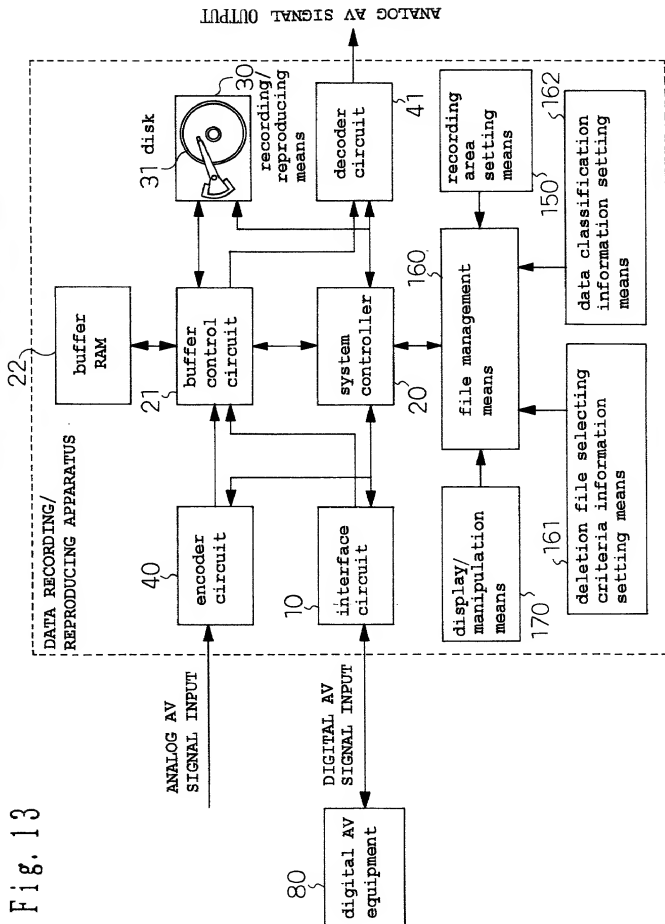 Fig. 13
DATA RECORDING/
REPRODUCING APPARATUS
22
buffer
RAM
31 disk
30
recording/
reproducing
means
21
buffer
control
circuit
40
encoder
circuit
ANALOG AV
SIGNAL INPUT
ANALOG AV SIGNAL OUTPUT
decoder
circuit
41
system
controller
20
10
interface
circuit
DIGITAL AV
SIGNAL INPUT
80
digital AV
equipment
160
file management
means
recording
area
setting
means
150
display/
manipulation
means
170
161
deletion file selecting
criteria information
setting means
162
data classification
information setting
means